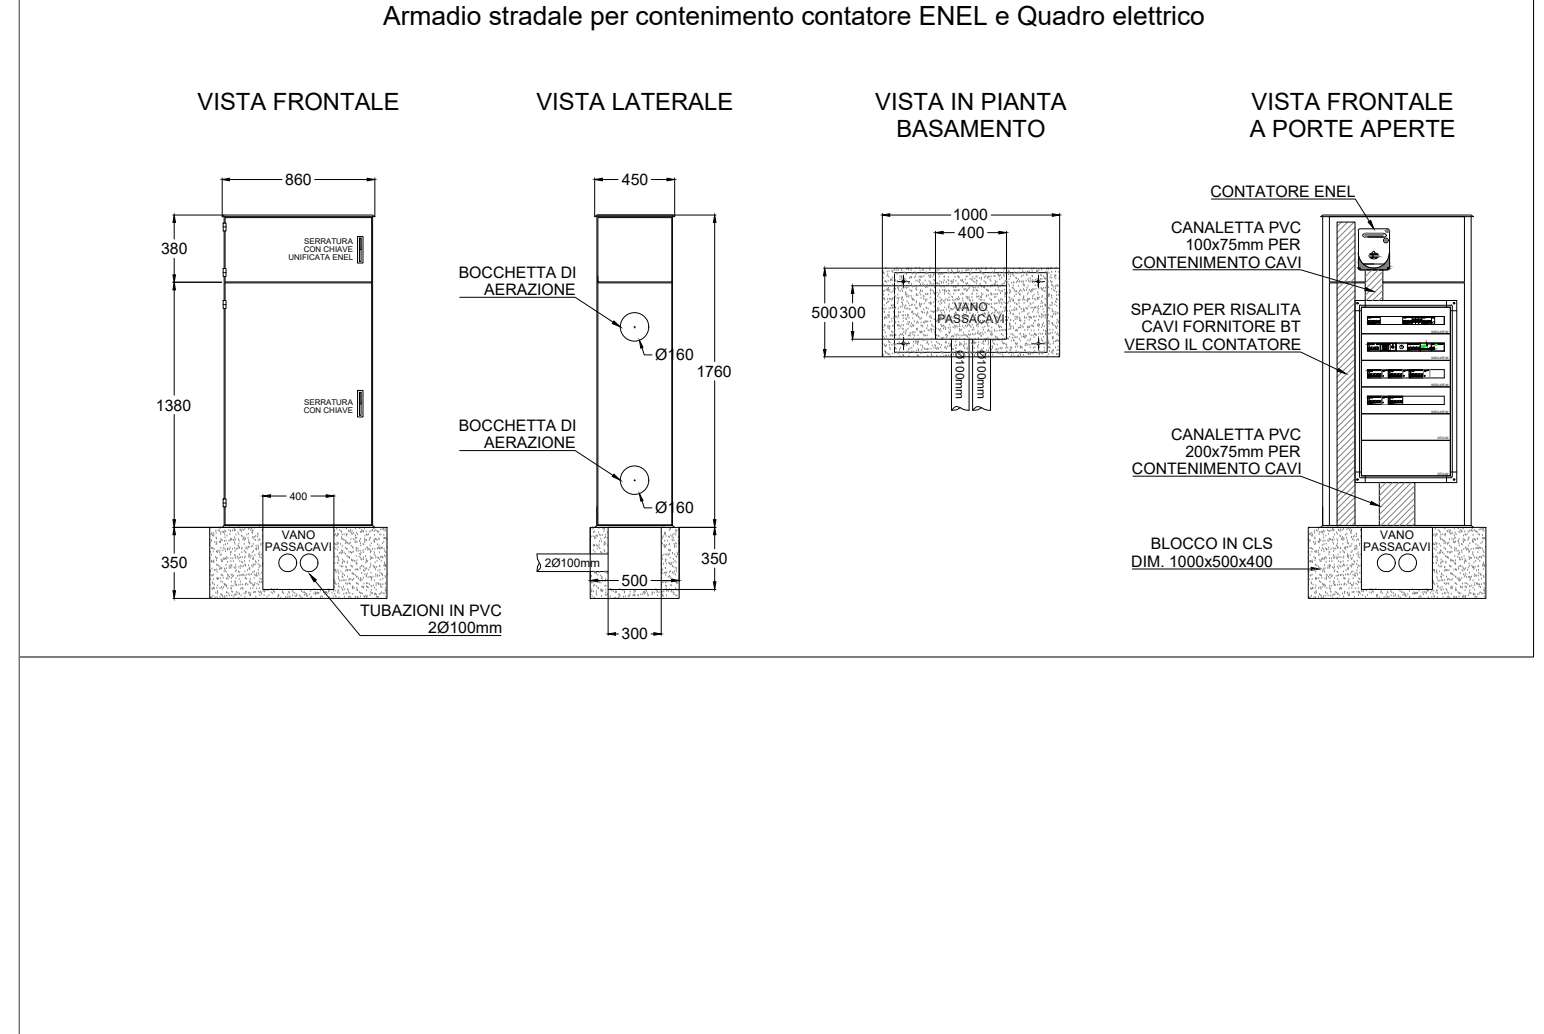 Armadio stradale per contenimento contatore ENEL e Quadro elettrico
VISTA FRONTALE
860
380
1380
350
SERRATURA
CON CHIAVE
UNIFICATA ENEL
SERRATURA
CON CHIAVE
400
VANO
PASSACAVI
TUBAZIONI IN PVC
2Ø100mm
VISTA LATERALE
450
BOCCHETTA DI
AERAZIONE
Ø160
1760
BOCCHETTA DI
AERAZIONE
Ø160
2Ø100mm
350
500
300
VISTA IN PIANTA
BASAMENTO
1000
400
500
300
VANO
PASSACAVI
Ø100mm
Ø100mm
VISTA FRONTALE
A PORTE APERTE
CONTATORE ENEL
CANALETTA PVC
100x75mm PER
CONTENIMENTO CAVI
SPAZIO PER RISALITA
CAVI FORNITORE BT
VERSO IL CONTATORE
CANALETTA PVC
200x75mm PER
CONTENIMENTO CAVI
BLOCCO IN CLS
DIM. 1000x500x400
VANO
PASSACAVI